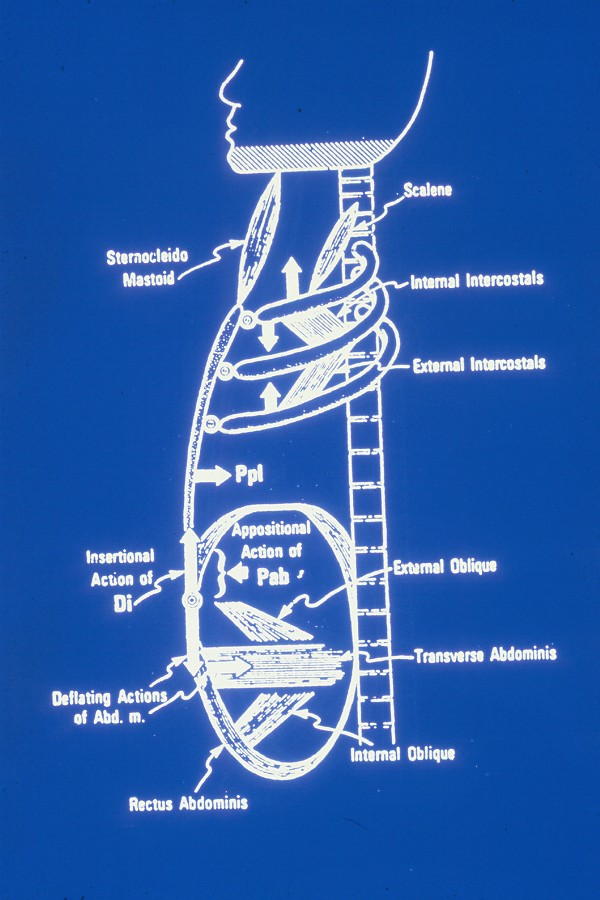 Scalene
Sternocleido
Mastoid
Internal Intercostals
External Intercostals
Ppl
Appositional
Action of
Pab
Insertional
Action of
Di
External Oblique
Transverse Abdominis
Deflating Actions
of Abd. m.
Internal Oblique
Rectus Abdominis